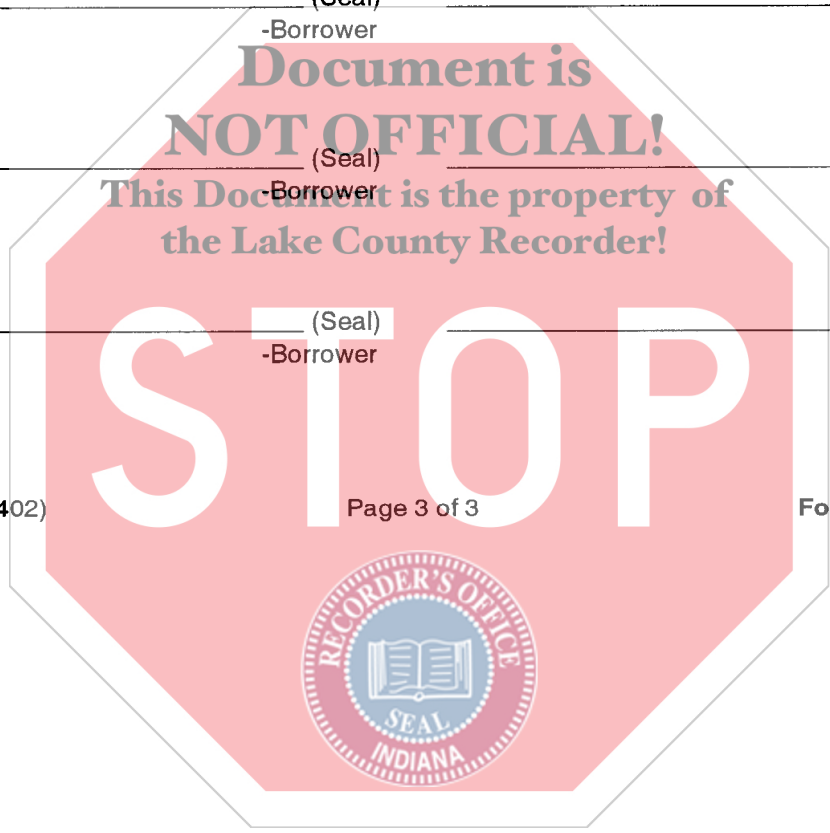 (Seal)
-Borrower
Document is
NOT OFFICIAL!
(Seal)
-Borrower
This Document is the property of
the Lake County Recorder!
(Seal)
-Borrower
STOP
402)
Page 3 of 3
Fo
RECORDER'S OFFICE
SEAL
INDIANA